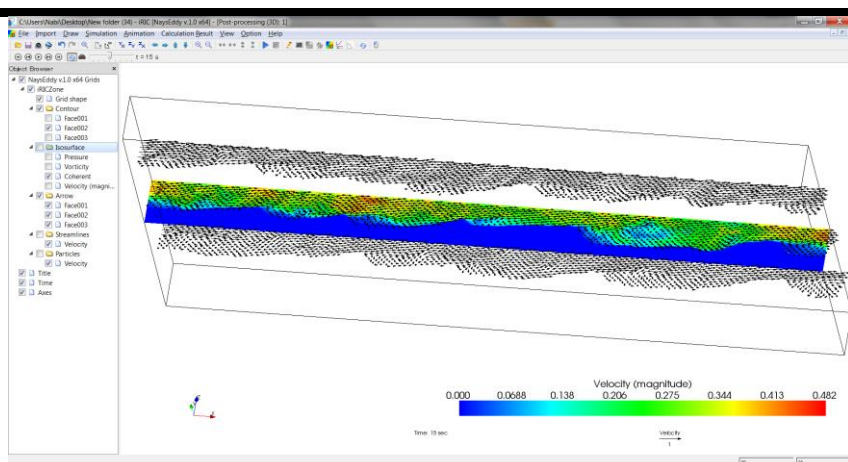 C:\Users\Nabi\Desktop\New folder (34) - iRIC [NaysEddy v.1.0 x64] - [Post-processing (3D): 1]
File Import Draw Simulation Animation Calculation Result View Option Help
t = 15 s
Object Browser
NaysEddy v.1.0 x64 Grids
iRICZone
Grid shape
Contour
Face001
Face002
Face003
Isosurface
Pressure
Vorticity
Coherent
Velocity (magni...
Arrow
Face001
Face002
Face003
Streamlines
Velocity
Particles
Velocity
Title
Time
Axes
Velocity (magnitude)
0.000 0.0688 0.138 0.206 0.275 0.344 0.413 0.482
Time: 15 sec
Velocity
1